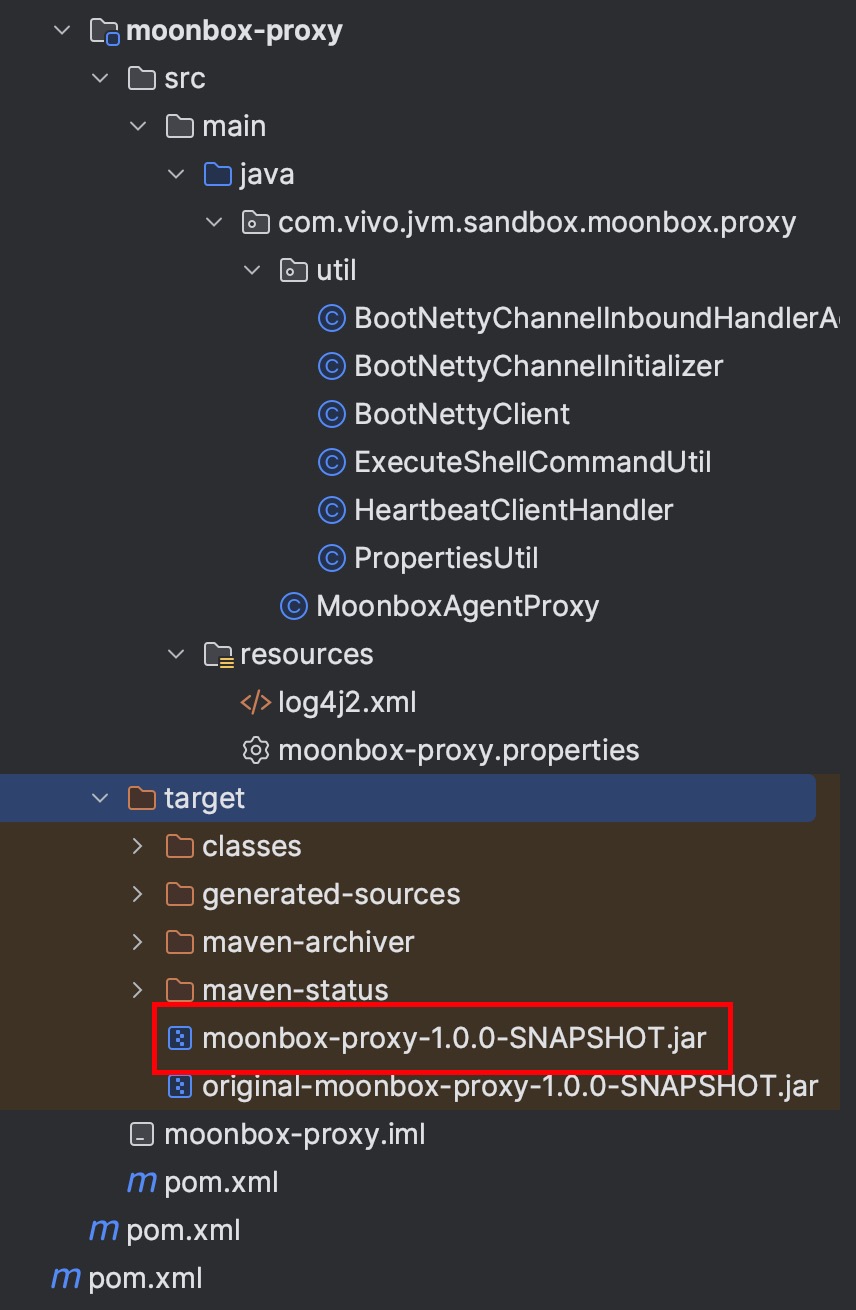 moonbox-proxy
src
main
java
com.vivo.jvm.sandbox.moonbox.proxy
util
BootNettyChannelInboundHandlerA
BootNettyChannelInitializer
BootNettyClient
ExecuteShellCommandUtil
HeartbeatClientHandler
PropertiesUtil
MoonboxAgentProxy
resources
log4j2.xml
moonbox-proxy.properties
target
classes
generated-sources
maven-archiver
maven-status
moonbox-proxy-1.0.0-SNAPSHOT.jar
original-moonbox-proxy-1.0.0-SNAPSHOT.jar
moonbox-proxy.iml
pom.xml
pom.xml
pom.xml